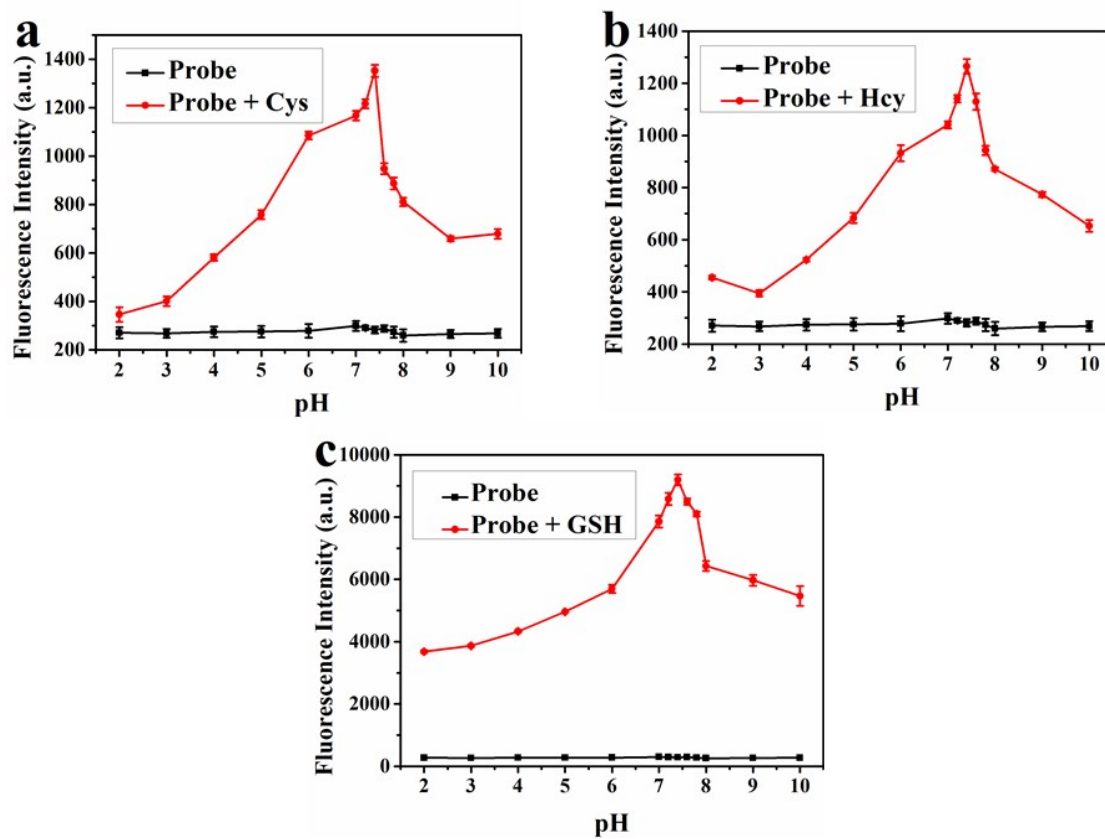 a
Fluorescence Intensity (a.u.)
1400
1200
1000
800
600
400
200
Probe
Probe + Cys
2 3 4 5 6 7 8 9 10
pH
b
Fluorescence Intensity (a.u.)
1400
1200
1000
800
600
400
200
Probe
Probe + Hcy
2 3 4 5 6 7 8 9 10
pH
c
Fluorescence Intensity (a.u.)
10000
8000
6000
4000
2000
0
Probe
Probe + GSH
2 3 4 5 6 7 8 9 10
pH